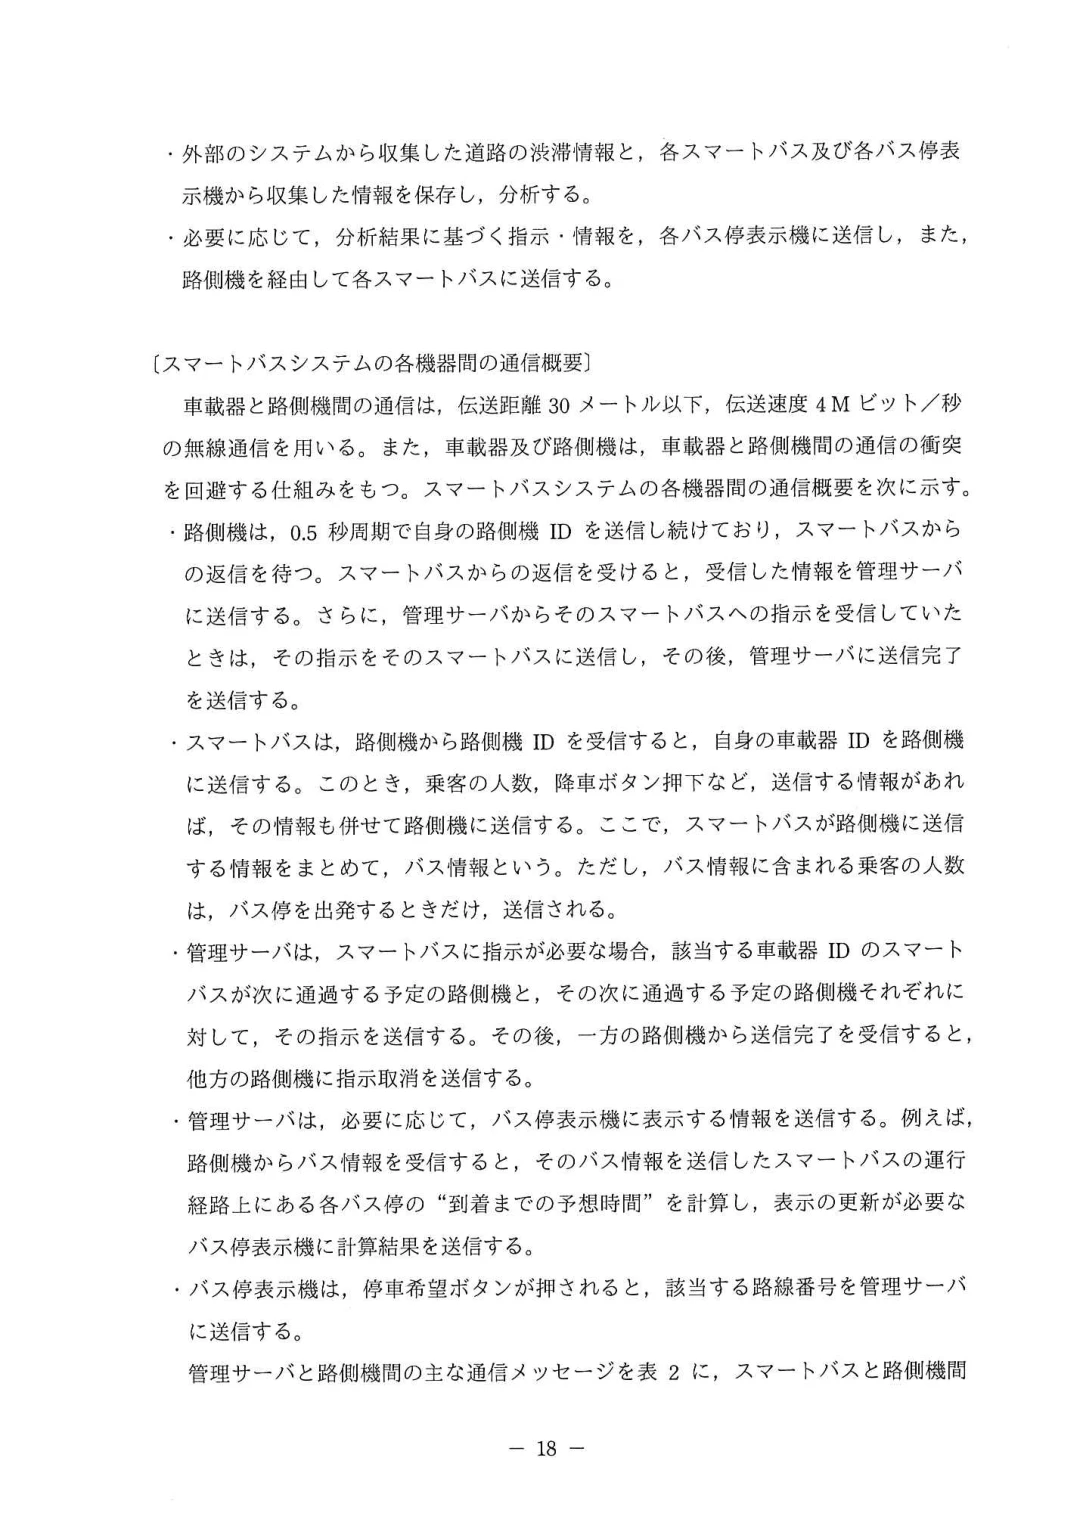 ・外部のシステムから収集した道路の渋滞情報と，各スマートバス及び各バス停表
示機から収集した情報を保存し，分析する。
・必要に応じて，分析結果に基づく指示・情報を，各バス停表示機に送信し，また，
路側機を経由して各スマートバスに送信する。
〔スマートバスシステムの各機器間の通信概要〕
車載器と路側機間の通信は，伝送距離 30 メートル以下，伝送速度 4 M ビット／秒
の無線通信を用いる。また，車載器及び路側機は，車載器と路側機間の通信の衝突
を回避する仕組みをもつ。スマートバスシステムの各機器間の通信概要を次に示す。
・路側機は，0.5 秒周期で自身の路側機 ID を送信し続けており，スマートバスから
の返信を待つ。スマートバスからの返信を受けると，受信した情報を管理サーバ
に送信する。さらに，管理サーバからそのスマートバスへの指示を受信していた
ときは，その指示をそのスマートバスに送信し，その後，管理サーバに送信完了
を送信する。
・スマートバスは，路側機から路側機 ID を受信すると，自身の車載器 ID を路側機
に送信する。このとき，乗客の人数，降車ボタン押下など，送信する情報があれ
ば，その情報も併せて路側機に送信する。ここで，スマートバスが路側機に送信
する情報をまとめて，バス情報という。ただし，バス情報に含まれる乗客の人数
は，バス停を出発するときだけ，送信される。
・管理サーバは，スマートバスに指示が必要な場合，該当する車載器 ID のスマート
バスが次に通過する予定の路側機と，その次に通過する予定の路側機それぞれに
対して，その指示を送信する。その後，一方の路側機から送信完了を受信すると，
他方の路側機に指示取消を送信する。
・管理サーバは，必要に応じて，バス停表示機に表示する情報を送信する。例えば，
路側機からバス情報を受信すると，そのバス情報を送信したスマートバスの運行
経路上にある各バス停の“到着までの予想時間”を計算し，表示の更新が必要な
バス停表示機に計算結果を送信する。
・バス停表示機は，停車希望ボタンが押されると，該当する路線番号を管理サーバ
に送信する。
管理サーバと路側機間の主な通信メッセージを表 2 に，スマートバスと路側機間
－ 18 －